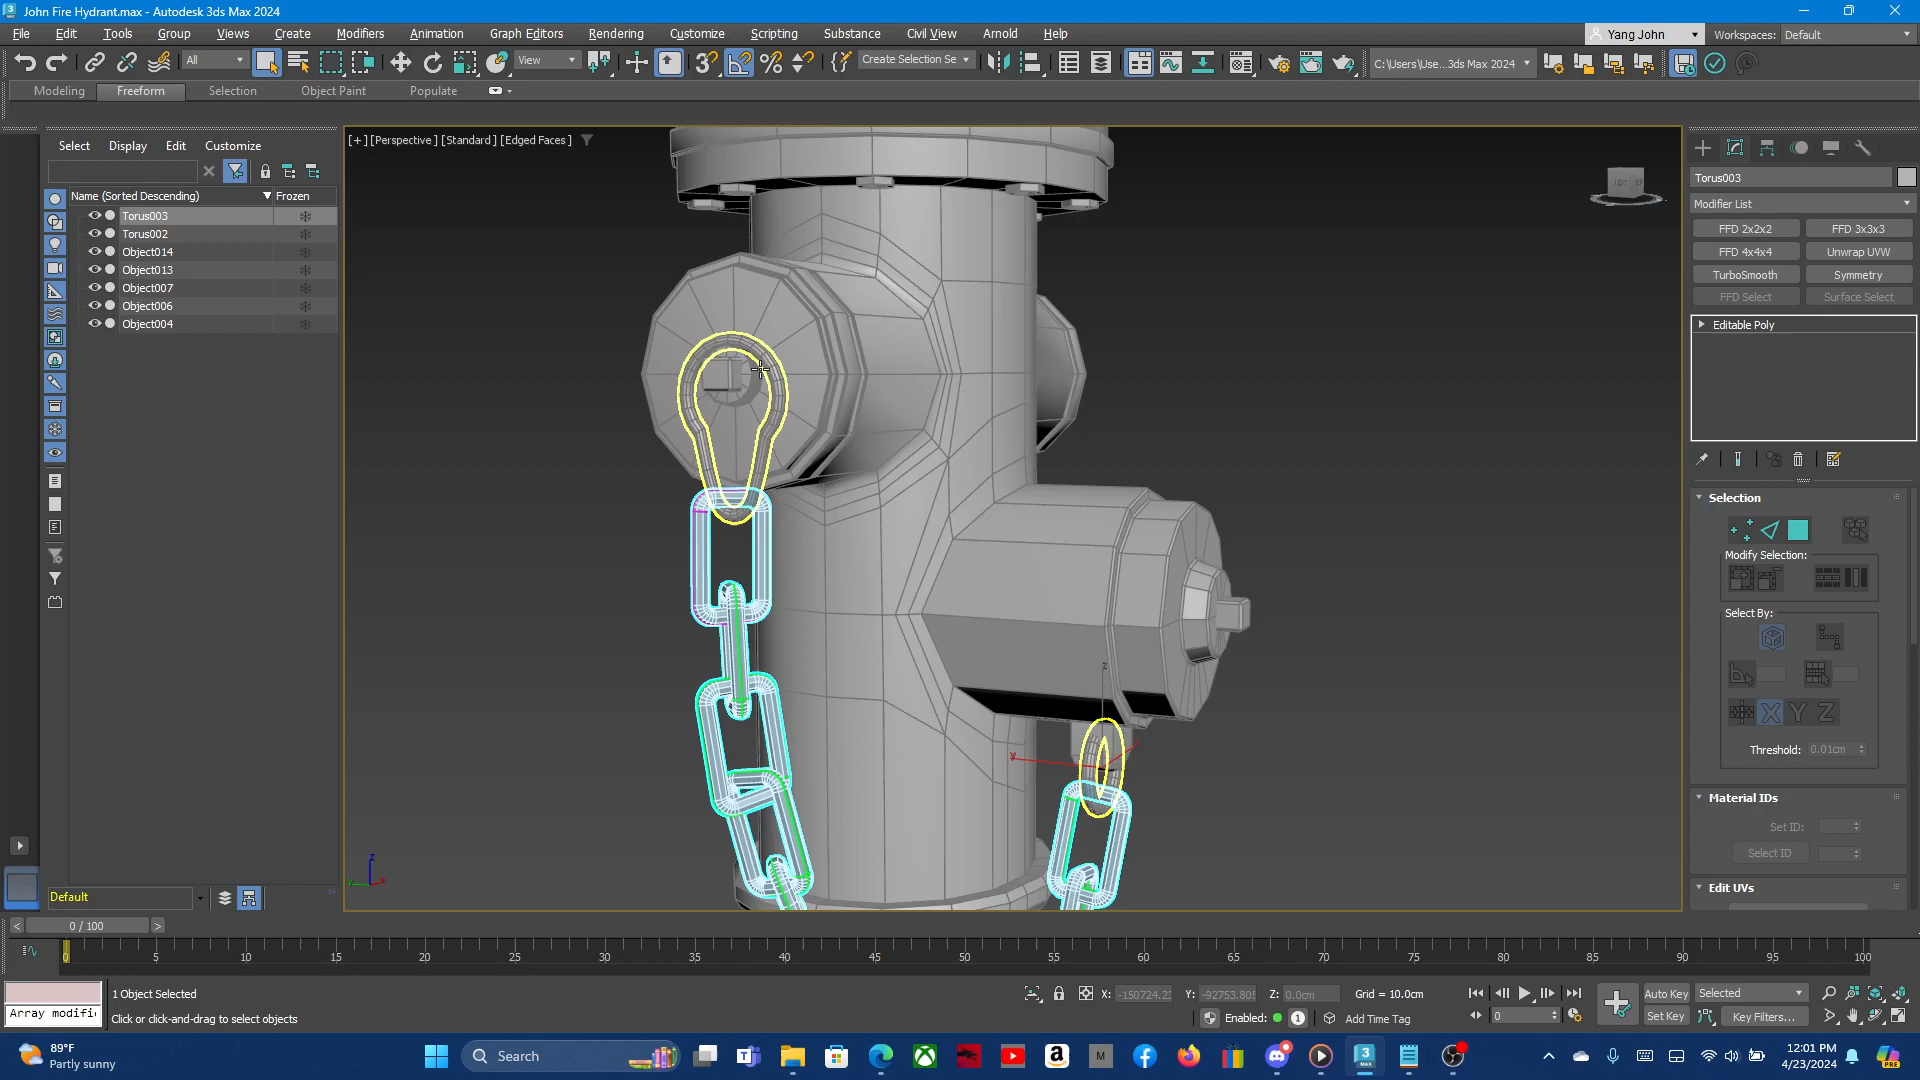 John Fire Hydrant.max - Autodesk 3ds Max 2024
File Edit Tools Group Views Create Modifiers Animation Graph Editors Rendering Customize Scripting Substance Civil View Arnold Help
Yang John
Workspaces: Default
All
View
Create Selection Se
C:\Users\Use...3ds Max 2024
Modeling Freeform Selection Object Paint Populate
Select Display Edit Customize
Name (Sorted Descending) Frozen
Torus003
Torus002
Object014
Object013
Object007
Object006
Object004
[+] [Perspective] [Standard] [Edged Faces]
LEFT
Torus003
Modifier List
FFD 2x2x2 FFD 3x3x3
FFD 4x4x4 Unwrap UVW
TurboSmooth Symmetry
FFD Select Surface Select
Editable Poly
Selection
Modify Selection:
Select By:
X Y Z
Threshold: 0.01cm
Material IDs
Set ID:
Select ID
Edit UVs
z
y
z
y x
Default
0 / 100
0 5 10 15 20 25 30 35 40 45 50 55 60 65 70 75 80 85 90 95 100
Array modifi
1 Object Selected
Click or click-and-drag to select objects
X: -150724.2 Y: -92753.80 Z: 0.0cm Grid = 10.0cm
Enabled: 1 Add Time Tag
0
Auto Key Selected
Set Key Key Filters...
89°F
Partly sunny
Search
12:01 PM
4/23/2024